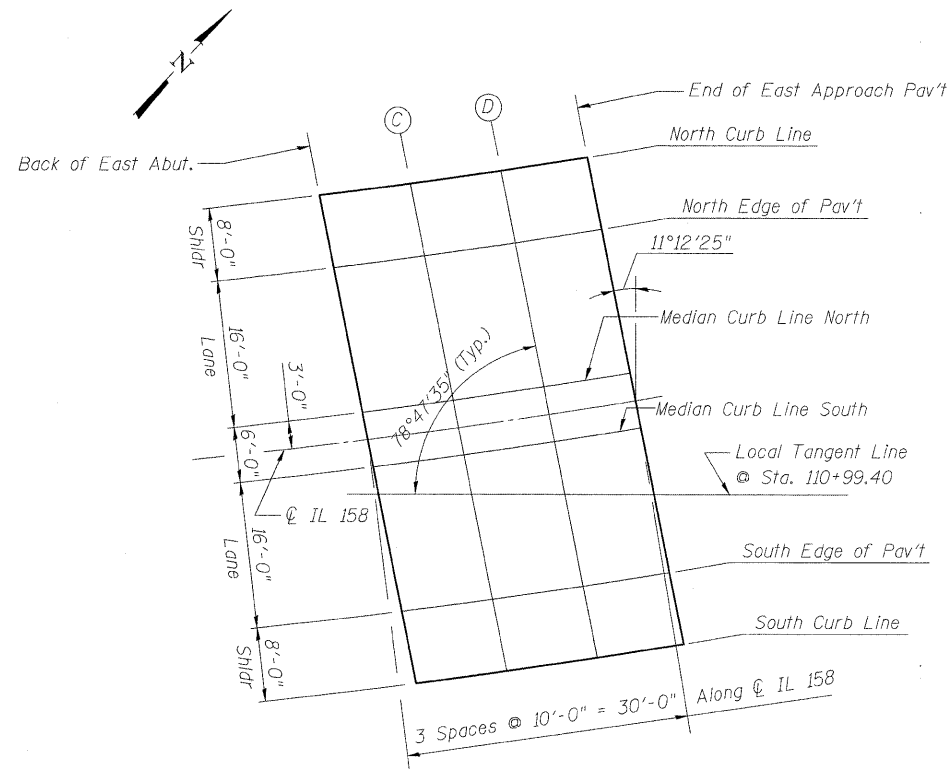 N
C
D
End of East Approach Pav't
North Curb Line
Back of East Abut.
North Edge of Pav't
11°12'25"
8'-0"
Shldr
Median Curb Line North
16'-0"
Lane
3'-0"
78°47'35" (Typ.)
Median Curb Line South
6'-0"
Local Tangent Line
@ Sta. 110+99.40
℄ IL 158
16'-0"
Lane
South Edge of Pav't
South Curb Line
8'-0"
Shldr
3 Spaces @ 10'-0" = 30'-0" Along ℄ IL 158